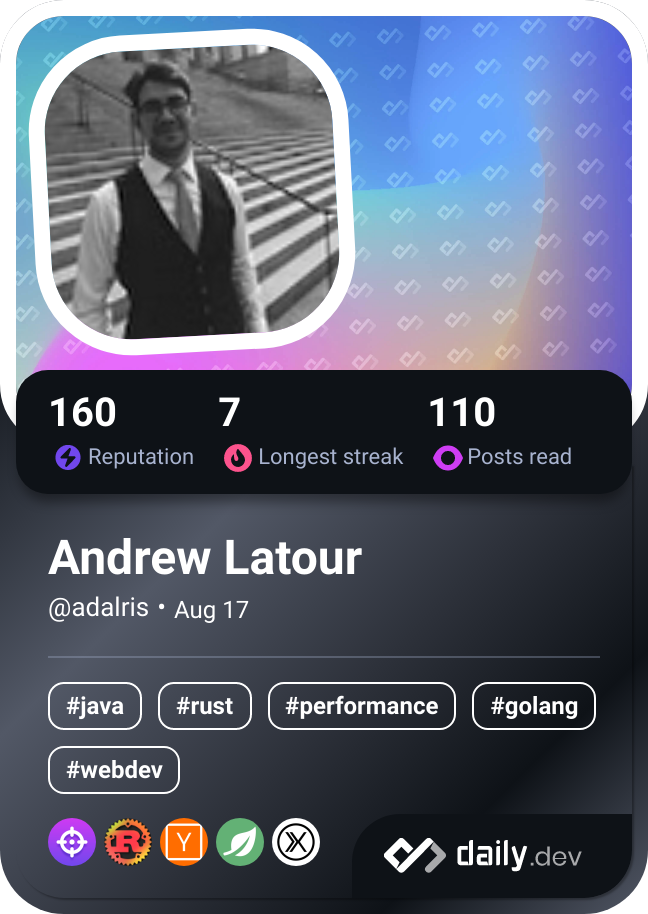 160 7 110
Reputation Longest streak Posts read
Andrew Latour
@adalris • Aug 17
#java #rust #performance #golang
#webdev
R Y
daily.dev